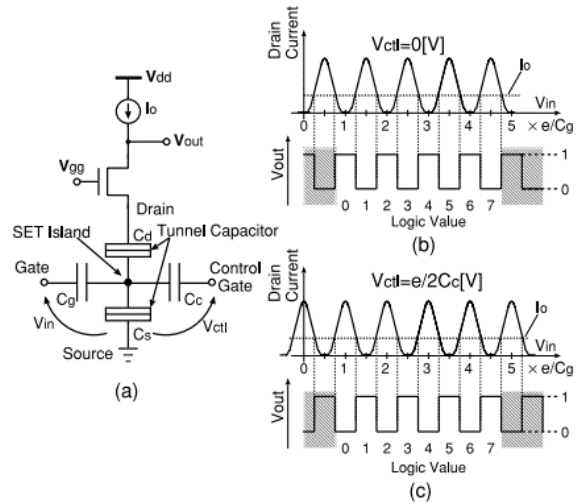 Vdd
Io
Vout
Vgg
Drain
SET Island
Cd
Tunnel Capacitor
Gate
Control
Gate
Cg
Cc
Vin
Cs
Vctl
Source
(a)
Drain
Current
Vctl=0[V]
Io
Vin
0 1 2 3 4 5 × e/Cg
Vout
1
0
0 1 2 3 4 5 6 7
Logic Value
(b)
Drain
Current
Vctl=e/2Cc[V]
Io
Vin
0 1 2 3 4 5 × e/Cg
Vout
1
0
0 1 2 3 4 5 6 7
Logic Value
(c)